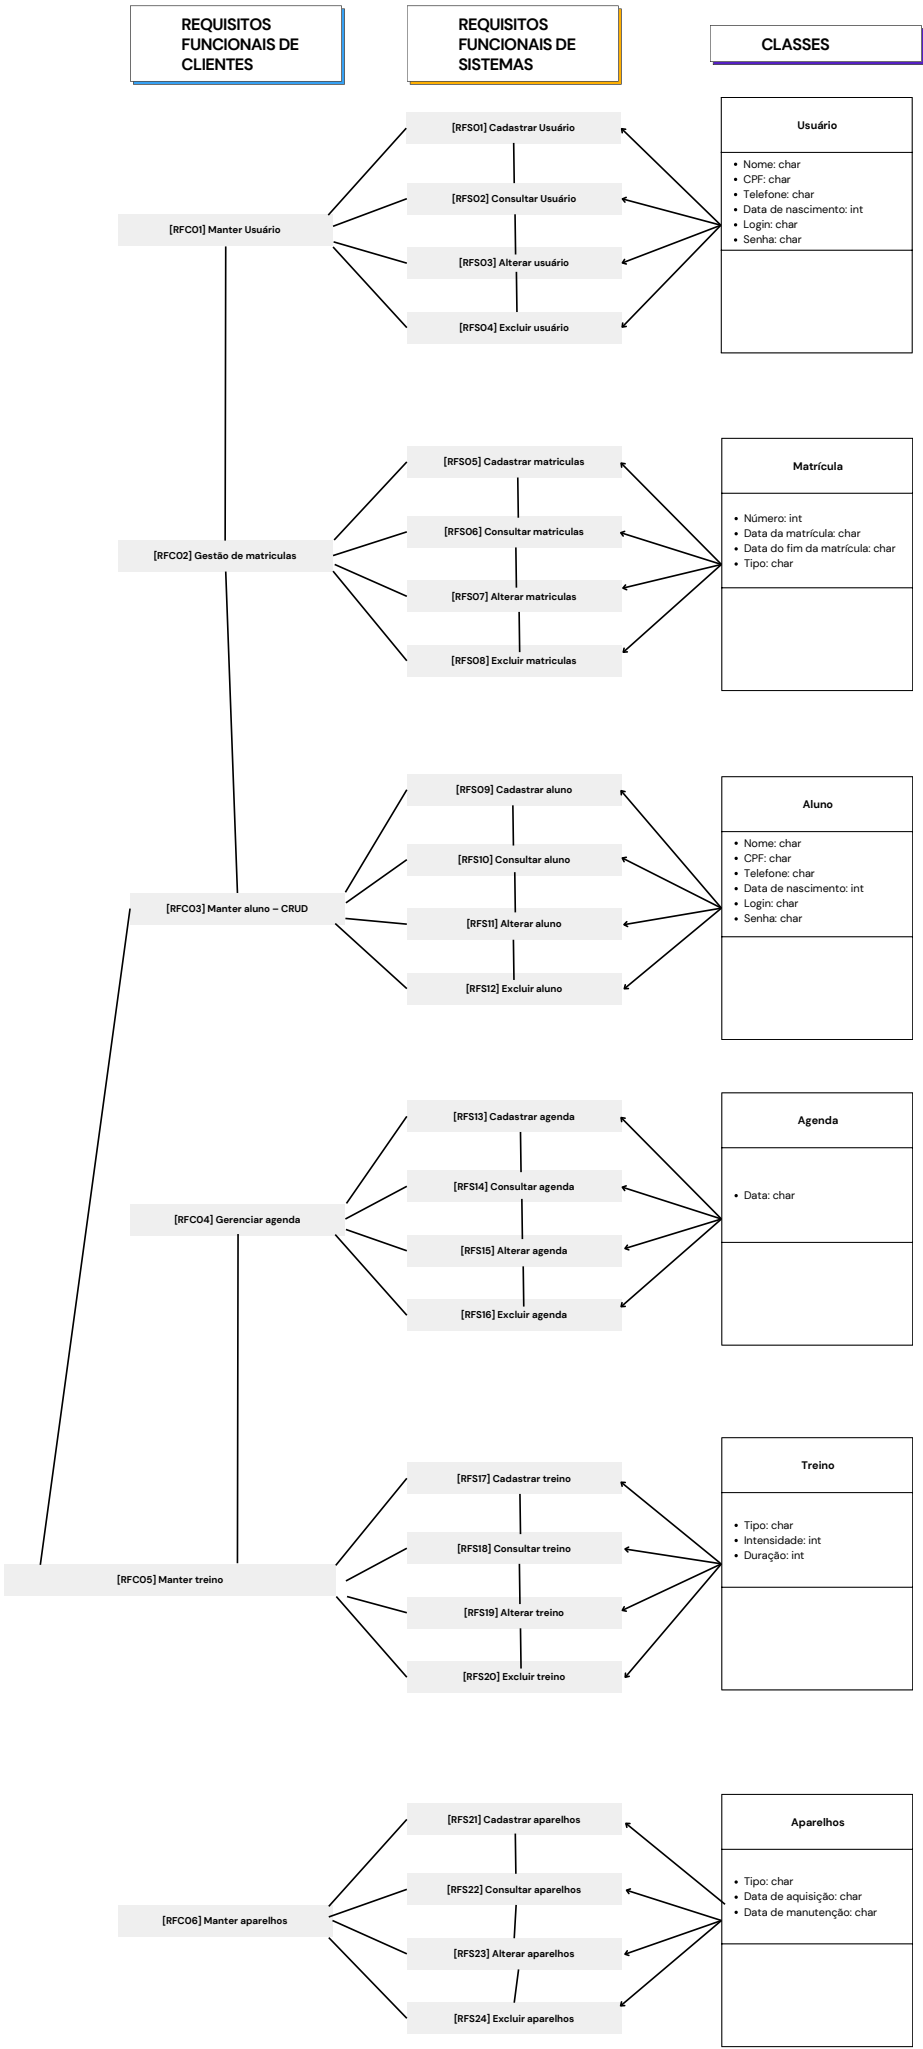 REQUISITOS
FUNCIONAIS DE
CLIENTES
REQUISITOS
FUNCIONAIS DE
SISTEMAS
CLASSES
[RFC01] Manter Usuário
[RFS01] Cadastrar Usuário
[RFS02] Consultar Usuário
[RFS03] Alterar usuário
[RFS04] Excluir usuário
Usuário
• Nome: char
• CPF: char
• Telefone: char
• Data de nascimento: int
• Login: char
• Senha: char
[RFC02] Gestão de matriculas
[RFS05] Cadastrar matriculas
[RFS06] Consultar matriculas
[RFS07] Alterar matriculas
[RFS08] Excluir matriculas
Matrícula
• Número: int
• Data da matrícula: char
• Data do fim da matrícula: char
• Tipo: char
[RFC03] Manter aluno – CRUD
[RFS09] Cadastrar aluno
[RFS10] Consultar aluno
[RFS11] Alterar aluno
[RFS12] Excluir aluno
Aluno
• Nome: char
• CPF: char
• Telefone: char
• Data de nascimento: int
• Login: char
• Senha: char
[RFC04] Gerenciar agenda
[RFS13] Cadastrar agenda
[RFS14] Consultar agenda
[RFS15] Alterar agenda
[RFS16] Excluir agenda
Agenda
• Data: char
[RFC05] Manter treino
[RFS17] Cadastrar treino
[RFS18] Consultar treino
[RFS19] Alterar treino
[RFS20] Excluir treino
Treino
• Tipo: char
• Intensidade: int
• Duração: int
[RFC06] Manter aparelhos
[RFS21] Cadastrar aparelhos
[RFS22] Consultar aparelhos
[RFS23] Alterar aparelhos
[RFS24] Excluir aparelhos
Aparelhos
• Tipo: char
• Data de aquisição: char
• Data de manutenção: char